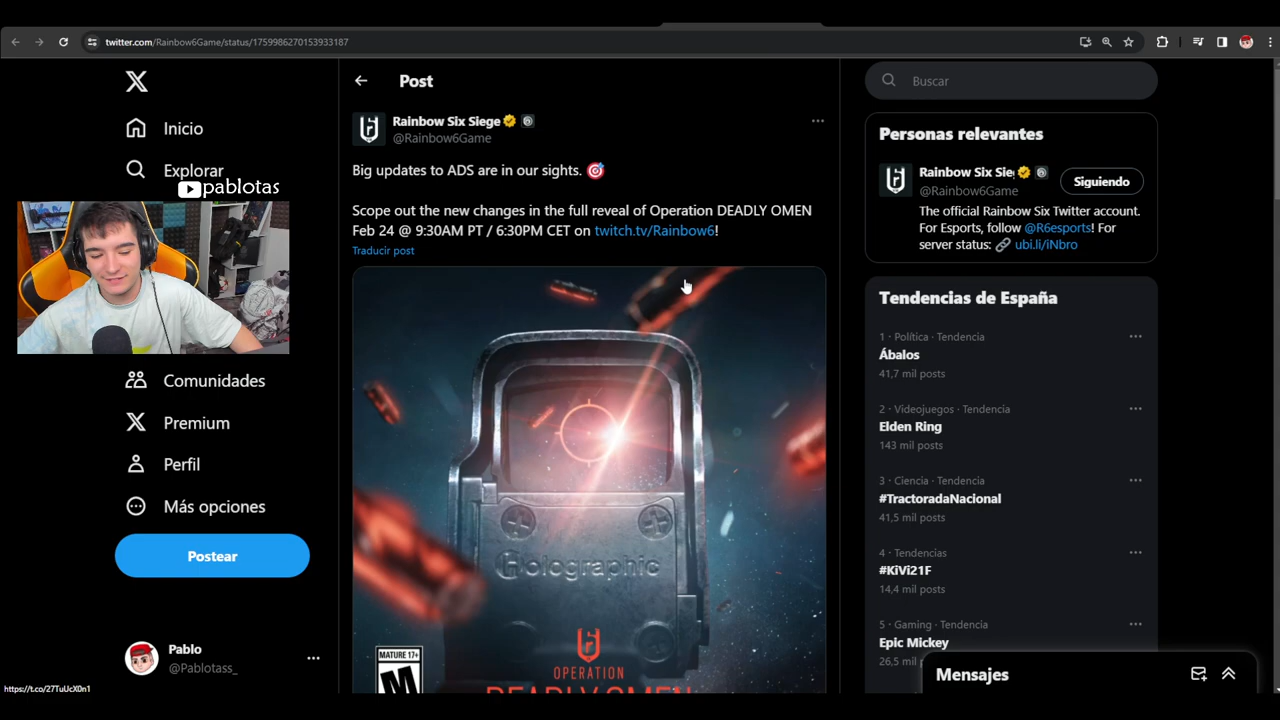 twitter.com/Rainbow6Game/status/1759986270153933187
Inicio
Explorar
pablotas
Comunidades
Premium
Perfil
Más opciones
Postear
Pablo
@Pablotass_
https://t.co/27TuUcX0n1
Post
Rainbow Six Siege
@Rainbow6Game
Big updates to ADS are in our sights. 🎯
Scope out the new changes in the full reveal of Operation DEADLY OMEN
Feb 24 @ 9:30AM PT / 6:30PM CET on twitch.tv/Rainbow6!
Traducir post
Holographic
MATURE 17+
M
OPERATION
DEADLY OMEN
Buscar
Personas relevantes
Rainbow Six Sie
@Rainbow6Game
Siguiendo
The official Rainbow Six Twitter account.
For Esports, follow @R6esports! For
server status: 🔗 ubi.li/iNbro
Tendencias de España
1 · Política · Tendencia
Ábalos
41,7 mil posts
2 · Videojuegos · Tendencia
Elden Ring
143 mil posts
3 · Ciencia · Tendencia
#TractoradaNacional
41,5 mil posts
4 · Tendencias
#KiVi21F
14,4 mil posts
5 · Gaming · Tendencia
Epic Mickey
26,5 mil p
Mensajes